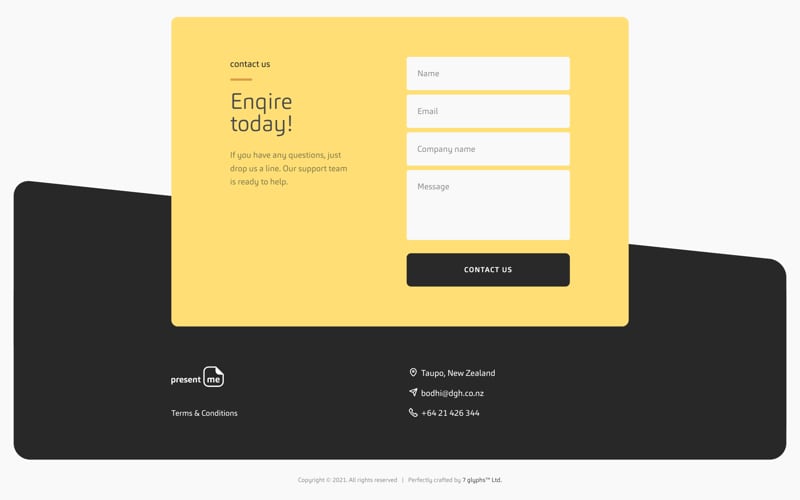 contact us
Enqire
today!
If you have any questions, just
drop us a line. Our support team
is ready to help.
Name
Email
Company name
Message
CONTACT US
present me
Terms & Conditions
Taupo, New Zealand
bodhi@dgh.co.nz
+64 21 426 344
Copyright © 2021. All rights reserved | Perfectly crafted by 7 glyphs™ Ltd.